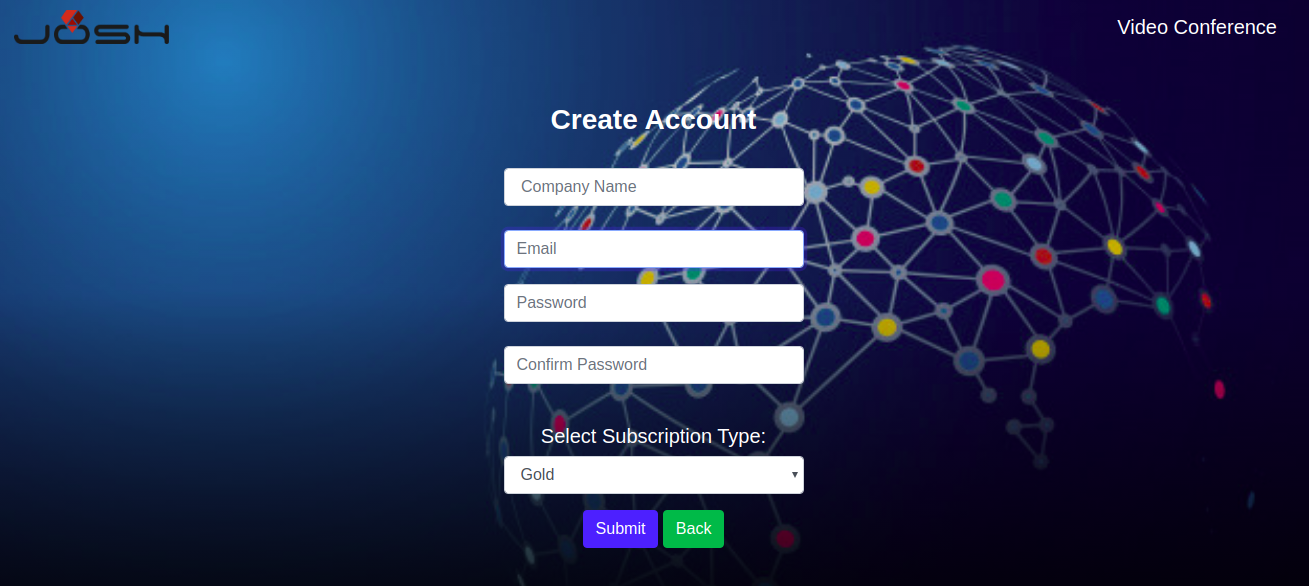 JOSH
Video Conference
Create Account
Company Name
Email
Password
Confirm Password
Select Subscription Type:
Gold
Submit Back